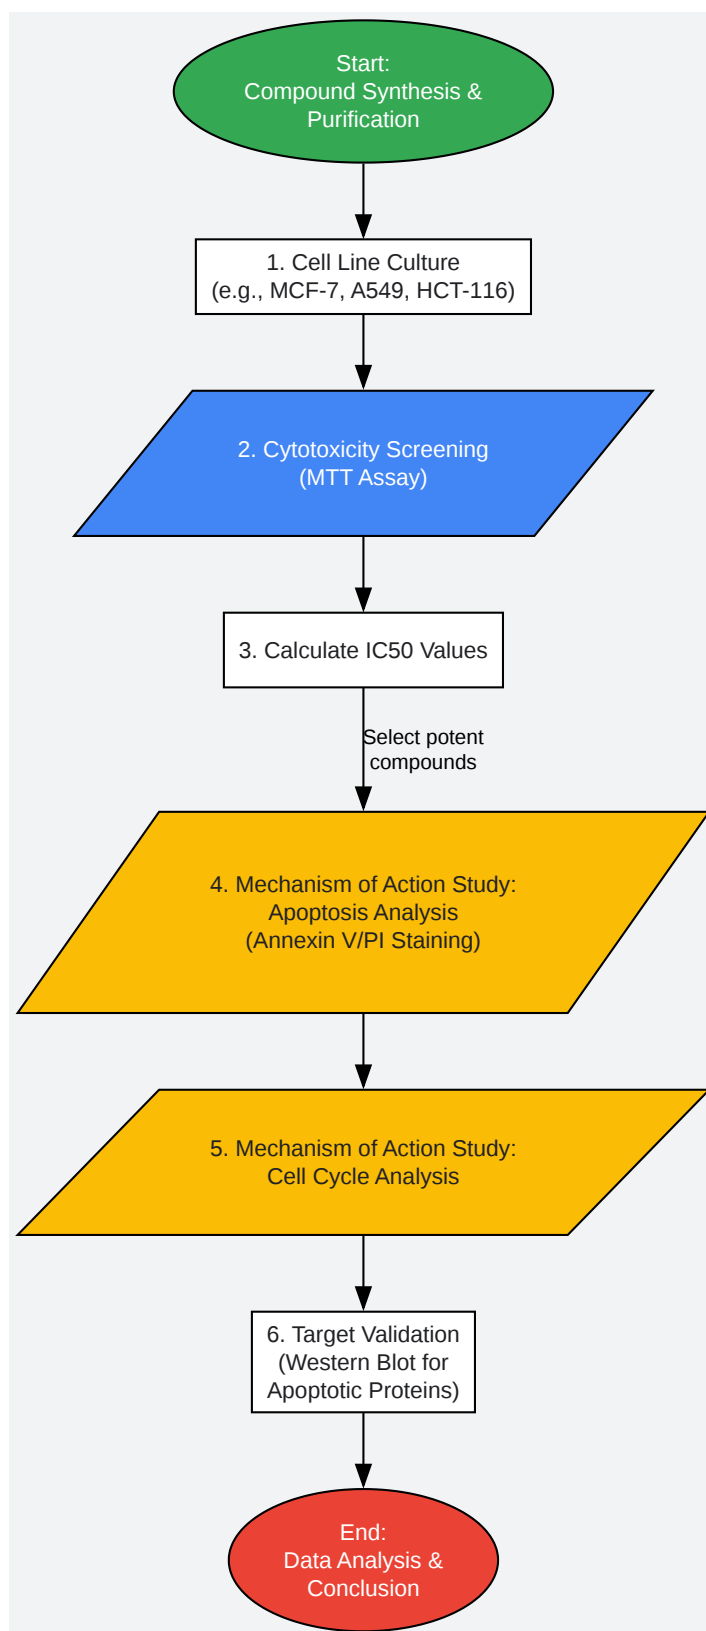 Start:
Compound Synthesis &
Purification
1. Cell Line Culture
(e.g., MCF-7, A549, HCT-116)
2. Cytotoxicity Screening
(MTT Assay)
3. Calculate IC50 Values
Select potent
compounds
4. Mechanism of Action Study:
Apoptosis Analysis
(Annexin V/PI Staining)
5. Mechanism of Action Study:
Cell Cycle Analysis
6. Target Validation
(Western Blot for
Apoptotic Proteins)
End:
Data Analysis &
Conclusion